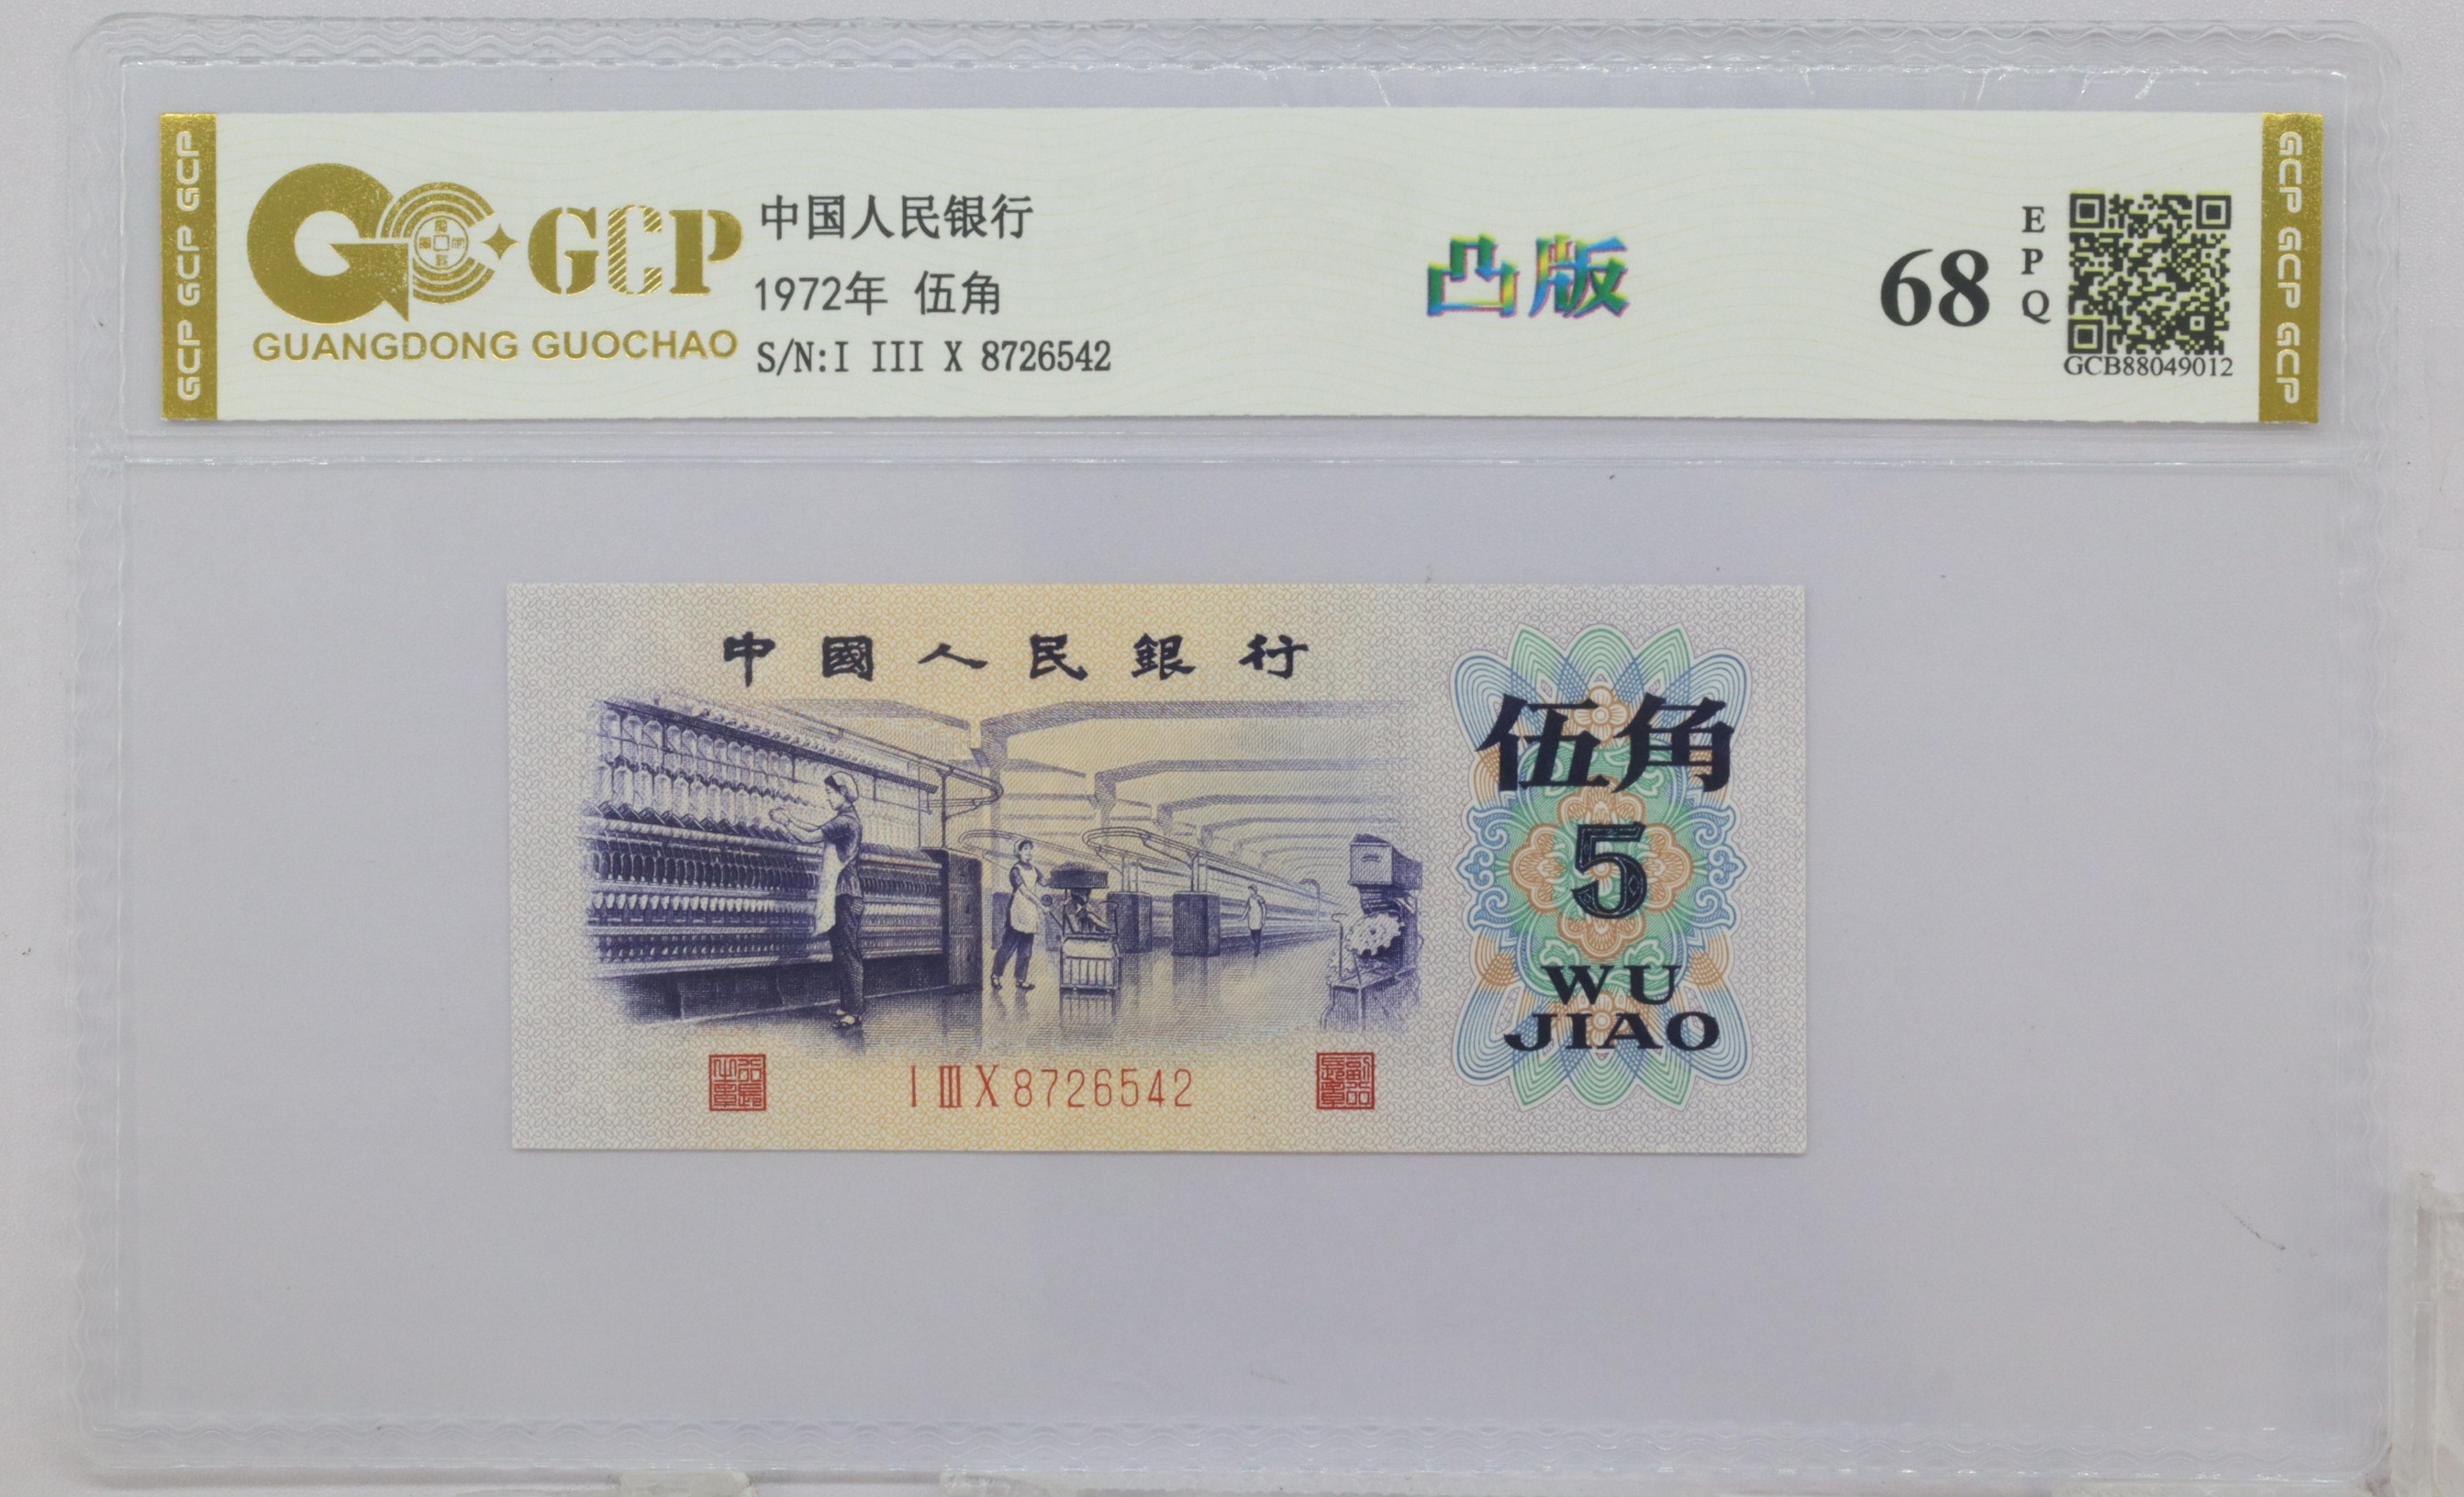 GCP GCP GCP
GCP
GUANGDONG GUOCHAO
中国人民银行
1972年 伍角
S/N:I III X 8726542
凸版
68
EPQ
GCB88049012
GCP GCP GCP
中國人民銀行
伍角
5
WU
JIAO
I III X 8726542